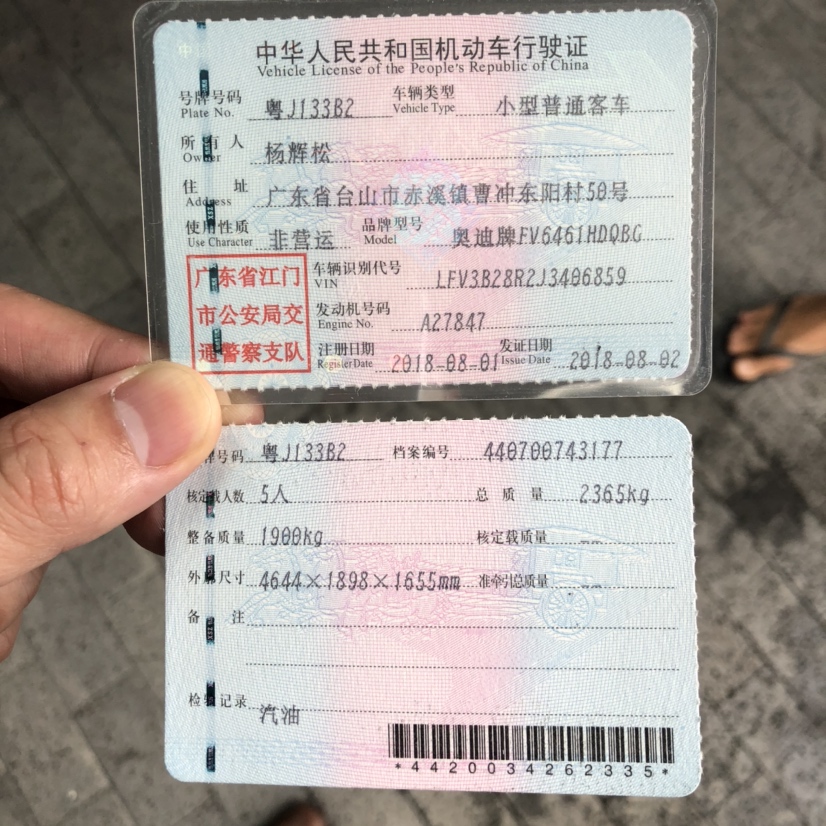 中华人民共和国机动车行驶证
Vehicle License of the People's Republic of China
号牌号码 粤J133B2 车辆类型 小型普通客车
Plate No. Vehicle Type
所有人 杨辉松
Owner
住址 广东省台山市赤溪镇曹冲东阳村50号
Address
使用性质 非营运 品牌型号 奥迪牌FV6461HDQBG
Use Character Model
广东省江门
市公安局交
通警察支队
车辆识别代号 LFV3B28R2J3406859
VIN
发动机号码 A27847
Engine No.
注册日期 2018-08-01 发证日期 2018-08-02
Register Date Issue Date
牌号码 粤J133B2 档案编号 440700743177
核定载人数 5人 总质量 2365kg
整备质量 1900kg 核定载质量 --
外廓尺寸 4644×1898×1655mm 准牵引总质量 --
备注
检验记录 汽油
*4420034262335*